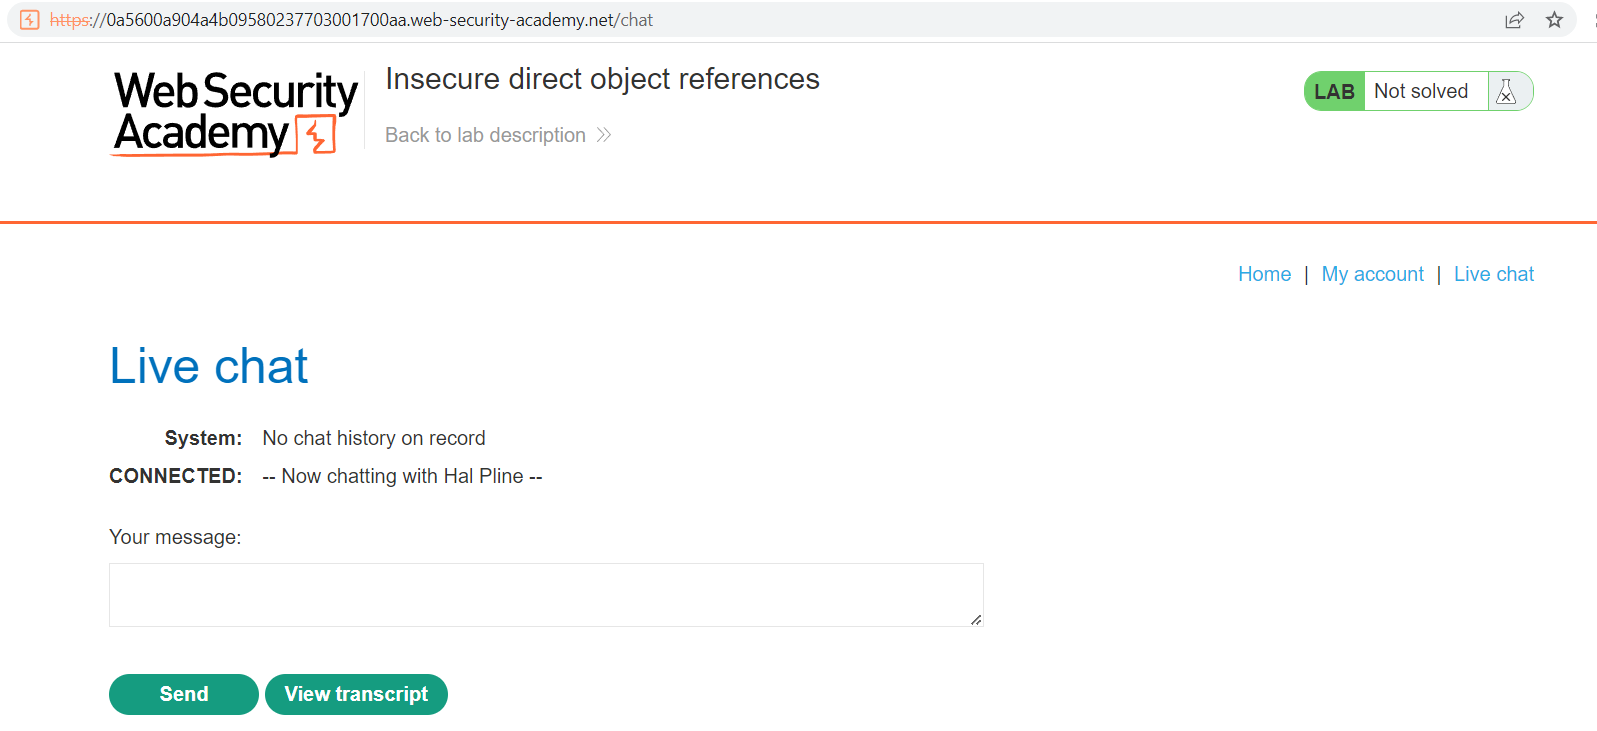 https://0a5600a904a4b09580237703001700aa.web-security-academy.net/chat
Web Security
Academy
Insecure direct object references
Back to lab description
LAB Not solved
Home | My account | Live chat
Live chat
System: No chat history on record
CONNECTED: -- Now chatting with Hal Pline --
Your message:
Send View transcript